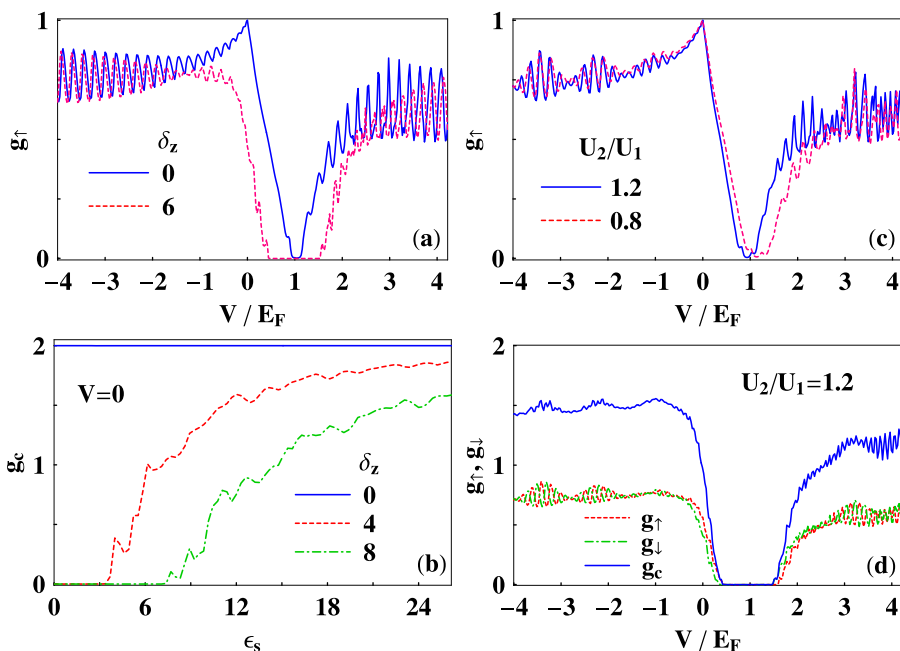 1
g↑
0
δz
0
6
(a)
−4 −3 −2 −1 0 1 2 3 4
V / EF
1
g↑
0
U2/U1
1.2
0.8
(c)
−4 −3 −2 −1 0 1 2 3 4
V / EF
2
V=0
gc
1
0
δz
0
4
8
(b)
0 6 12 18 24
ϵs
2
U2/U1=1.2
g↑, g↓
1
0
g↑
g↓
gc
(d)
−4 −3 −2 −1 0 1 2 3 4
V / EF